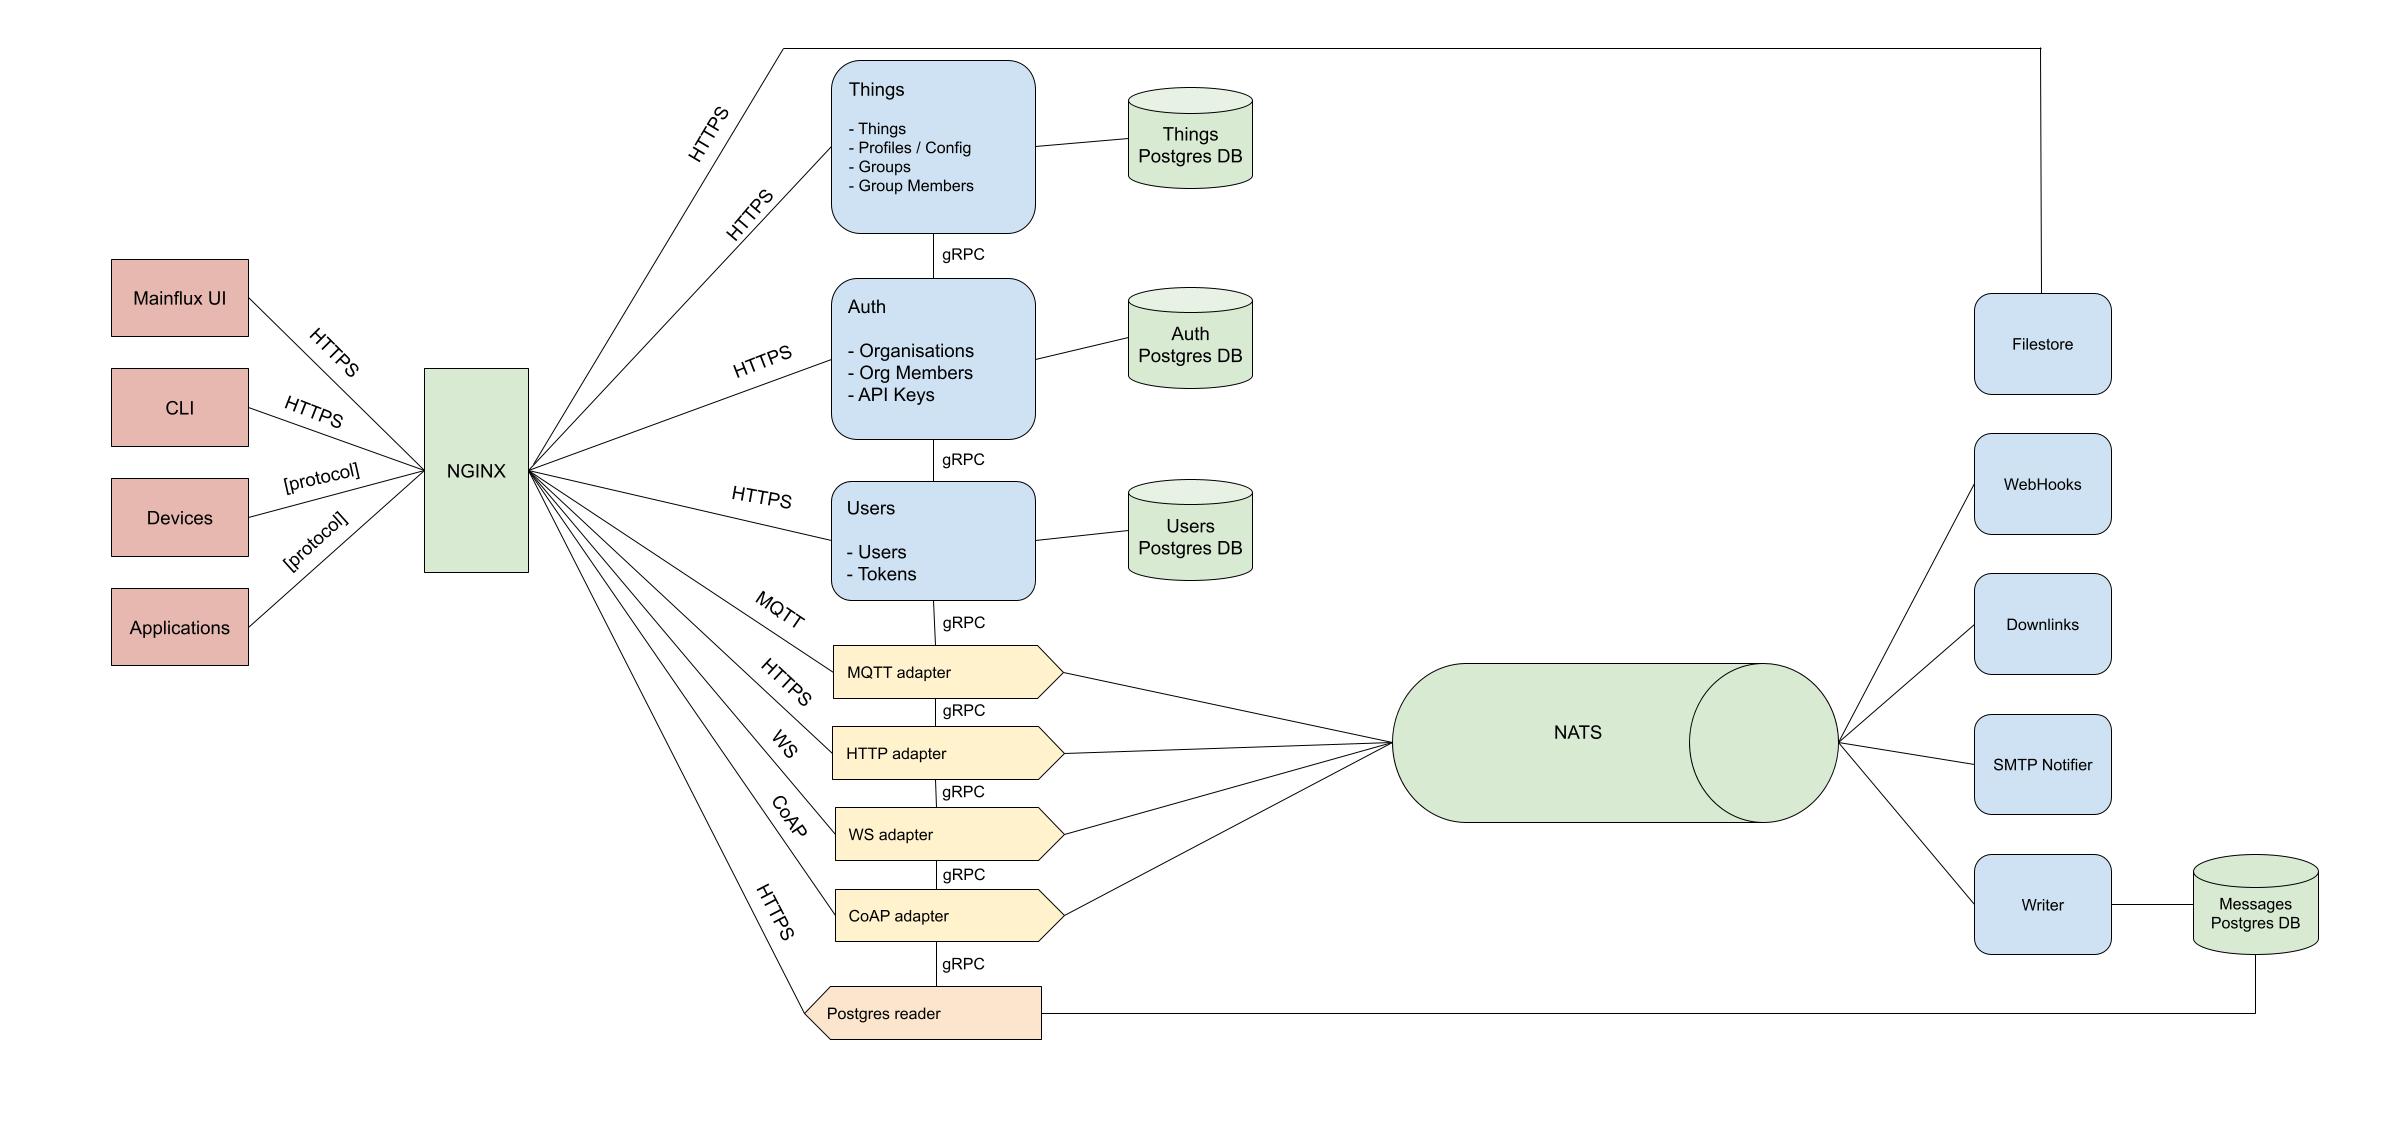 Mainflux UI
CLI
Devices
Applications
HTTPS
HTTPS
[protocol]
[protocol]
NGINX
HTTPS
HTTPS
HTTPS
HTTPS
MQTT
HTTPS
WS
CoAP
HTTPS
Things
- Things
- Profiles / Config
- Groups
- Group Members
Things
Postgres DB
gRPC
Auth
- Organisations
- Org Members
- API Keys
Auth
Postgres DB
gRPC
Users
- Users
- Tokens
Users
Postgres DB
gRPC
MQTT adapter
gRPC
HTTP adapter
gRPC
WS adapter
gRPC
CoAP adapter
gRPC
Postgres reader
NATS
Filestore
WebHooks
Downlinks
SMTP Notifier
Writer
Messages
Postgres DB